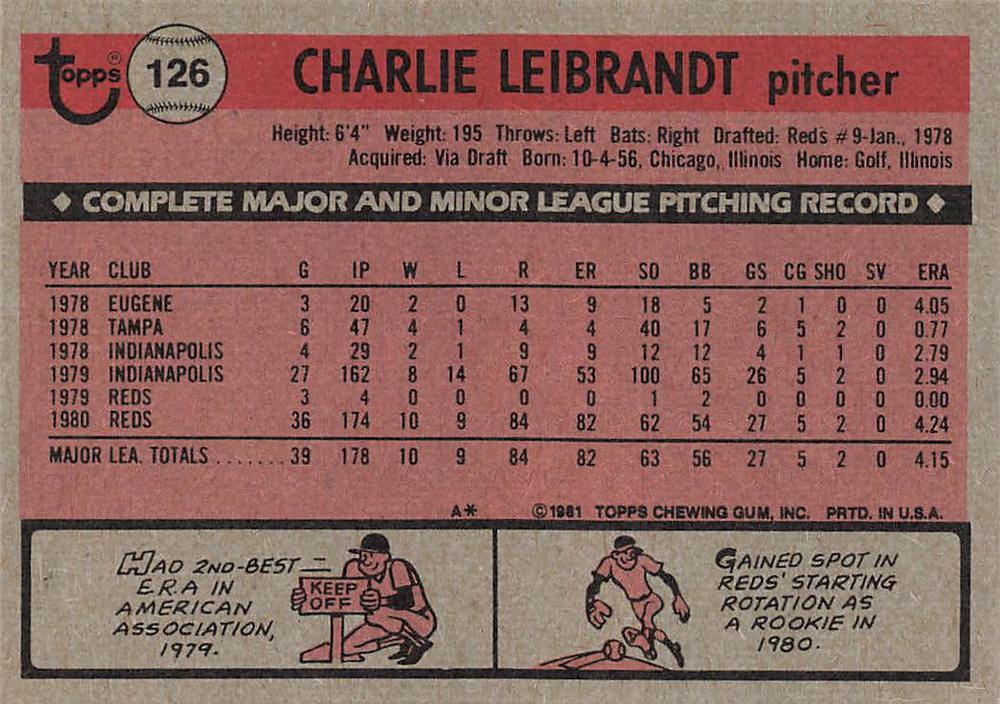 topps® 126 CHARLIE LEIBRANDT pitcher
Height: 6'4" Weight: 195 Throws: Left Bats: Right Drafted: Reds #9-Jan., 1978
Acquired: Via Draft Born: 10-4-56, Chicago, Illinois Home: Golf, Illinois
◆ COMPLETE MAJOR AND MINOR LEAGUE PITCHING RECORD ◆
YEAR CLUB G IP W L R ER SO BB GS CG SHO SV ERA
1978 EUGENE 3 20 2 0 13 9 18 5 2 1 0 0 4.05
1978 TAMPA 6 47 4 1 4 4 40 17 6 5 2 0 0.77
1978 INDIANAPOLIS 4 29 2 1 9 9 12 12 4 1 1 0 2.79
1979 INDIANAPOLIS 27 162 8 14 67 53 100 65 26 5 2 0 2.94
1979 REDS 3 4 0 0 0 0 1 2 0 0 0 0 0.00
1980 REDS 36 174 10 9 84 82 62 54 27 5 2 0 4.24
MAJOR LEA. TOTALS ....... 39 178 10 9 84 82 63 56 27 5 2 0 4.15
A* ©1981 TOPPS CHEWING GUM, INC. PRTD. IN U.S.A.
HAD 2ND-BEST
E.R.A IN
AMERICAN
ASSOCIATION,
1979.
KEEP
OFF
GAINED SPOT IN
REDS' STARTING
ROTATION AS
A ROOKIE IN
1980.